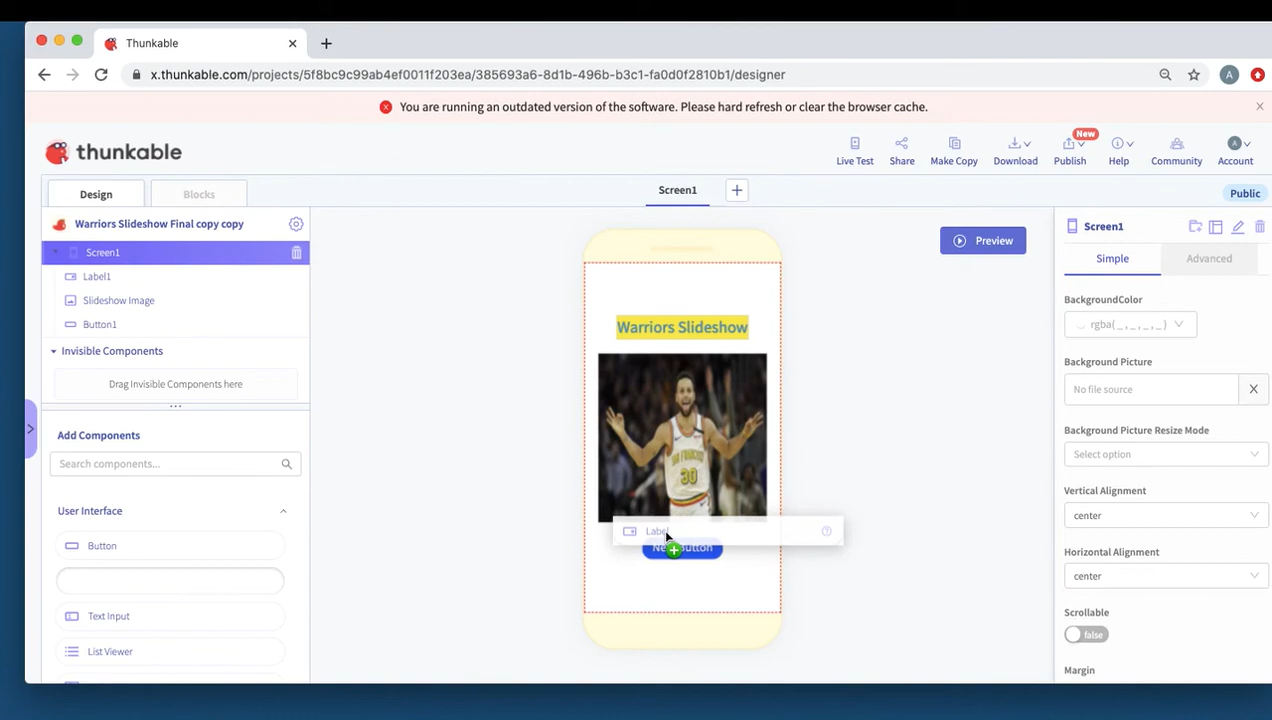 Thunkable
x.thunkable.com/projects/5f8bc9c99ab4ef0011f203ea/385693a6-8d1b-496b-b3c1-fa0d0f2810b1/designer
A
You are running an outdated version of the software. Please hard refresh or clear the browser cache.
thunkable
New
Live Test
Share
Make Copy
Download
Publish
Help
Community
Account
Design
Blocks
Screen1
Public
Warriors Slideshow Final copy copy
Screen1
Label1
Slideshow Image
Button1
Invisible Components
Drag Invisible Components here
Add Components
Search components...
User Interface
Button
Text Input
List Viewer
Preview
Warriors Slideshow
30
Label
Button
Screen1
Simple
Advanced
BackgroundColor
rgba(_,_,_,_)
Background Picture
No file source
X
Background Picture Resize Mode
Select option
Vertical Alignment
center
Horizontal Alignment
center
Scrollable
false
Margin